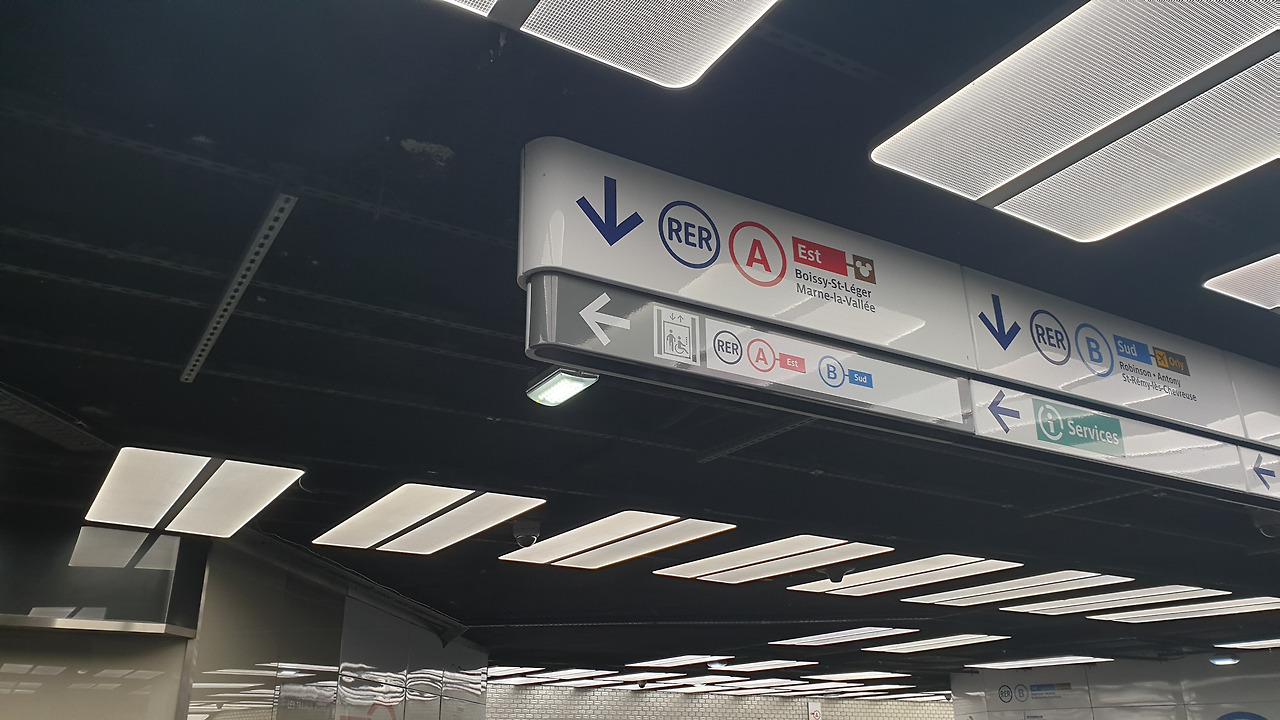 RER A Est
Boissy-St-Léger
Marne-la-Vallée
RER B Sud Orly
Robinson • Antony
St-Rémy-lès-Chevreuse
RER A Est B Sud
i Services
RER B